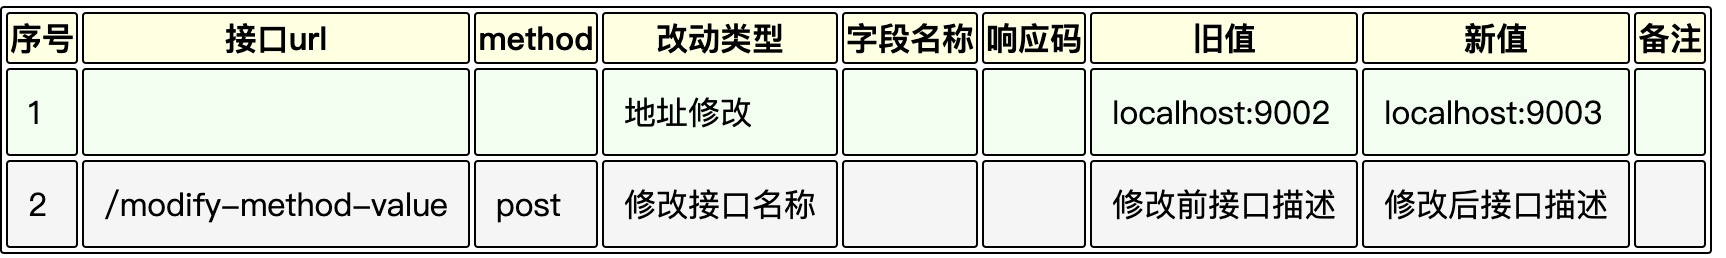 序号 接口url method 改动类型 字段名称 响应码 旧值 新值 备注
1 地址修改 localhost:9002 localhost:9003
2 /modify-method-value post 修改接口名称 修改前接口描述 修改后接口描述